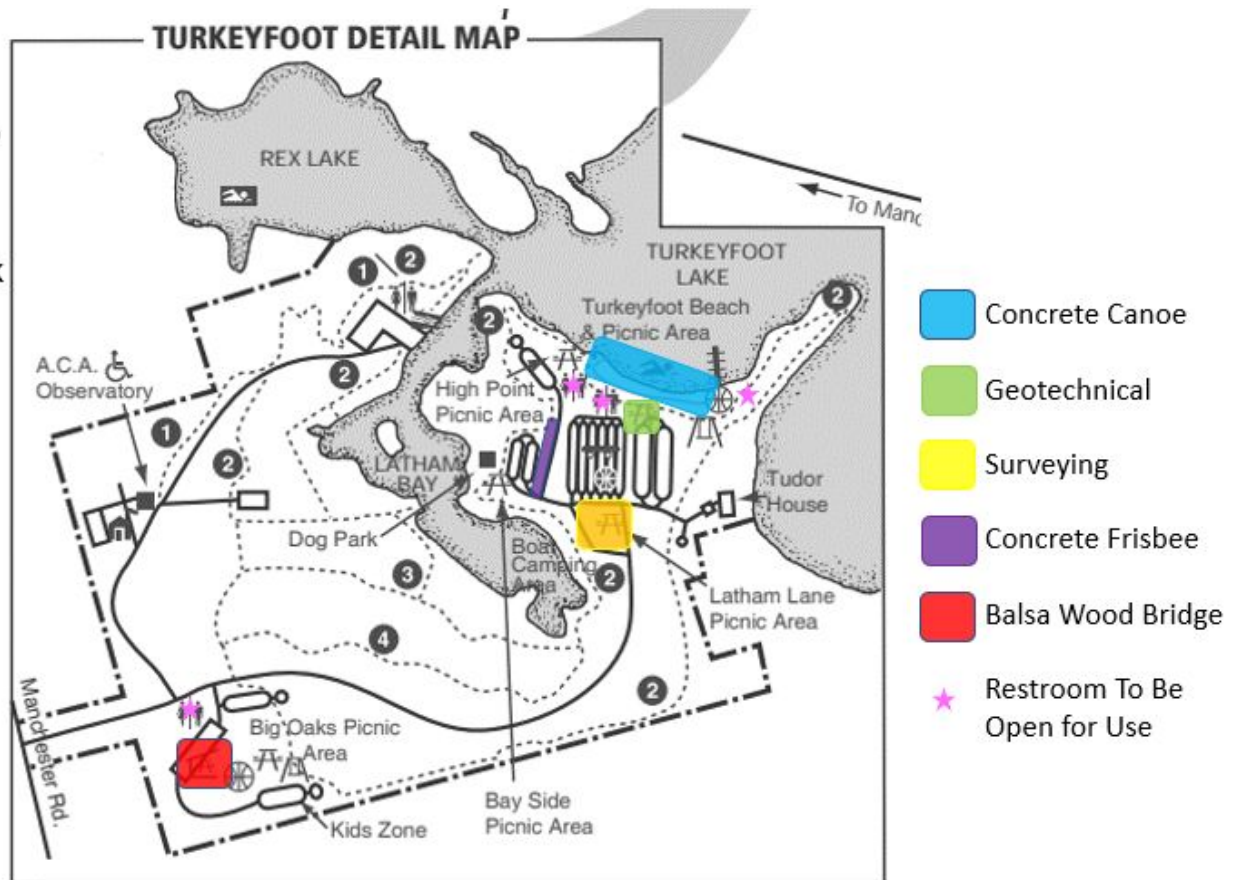 TURKEYFOOT DETAIL MAP
REX LAKE
To Manc
TURKEYFOOT
LAKE
Turkeyfoot Beach
& Picnic Area
1
2
2
2
A.C.A.
Observatory
High Point
Picnic Area
2
1
2
LATHAM
BAY
Tudor
House
Dog Park
Boat
Camping
Area
3
2
Latham Lane
Picnic Area
4
2
Manchester Rd.
Big Oaks Picnic
Area
Bay Side
Picnic Area
Kids Zone
Concrete Canoe
Geotechnical
Surveying
Concrete Frisbee
Balsa Wood Bridge
Restroom To Be
Open for Use